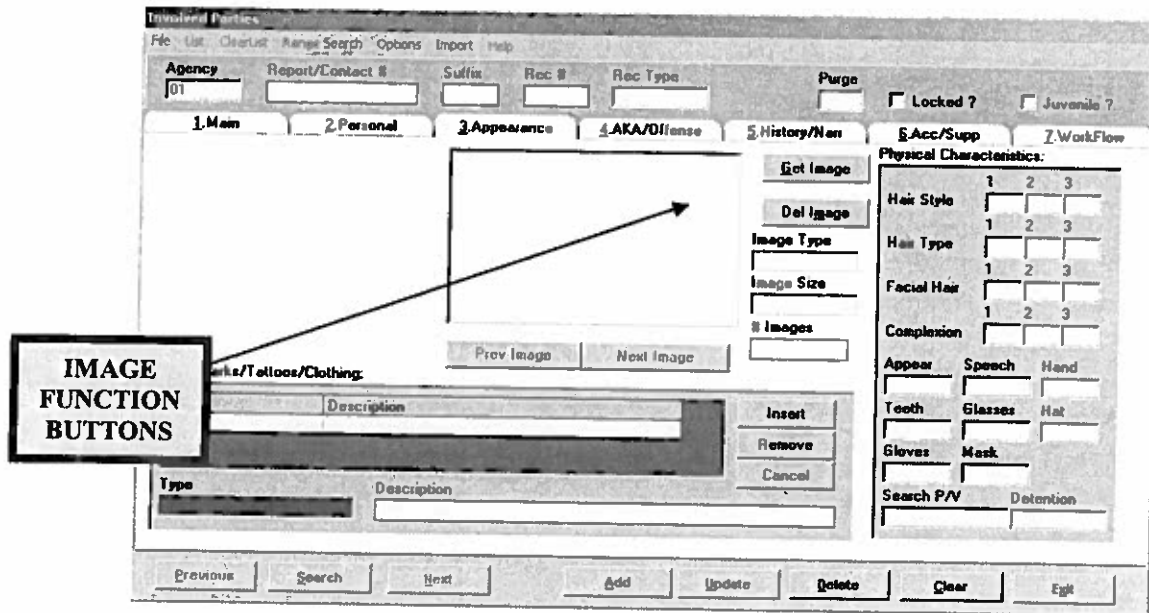 Involved Parties
File List ClearList Range Search Options Import Help
Agency Report/Contact # Suffix Rec # Rec Type Purge
01 Locked ? Juvenile ?
1.Main 2.Personal 3.Appearance 4.AKA/Offense 5.History/Narr 6.Acc/Supp 7.WorkFlow
Get Image
Del Image
Image Type
Image Size
# Images
Prev Image Next Image
Physical Characteristics:
1 2 3
Hair Style
1 2 3
Hair Type
1 2 3
Facial Hair
1 2 3
Complexion
Appear Speech Hand
Teeth Glasses Hat
Gloves Mask
Search P/V Detention
IMAGE
FUNCTION
BUTTONS
rks/Tattoos/Clothing:
Description
Insert
Remove
Cancel
Type Description
Previous Search Next Add Update Delete Clear Exit